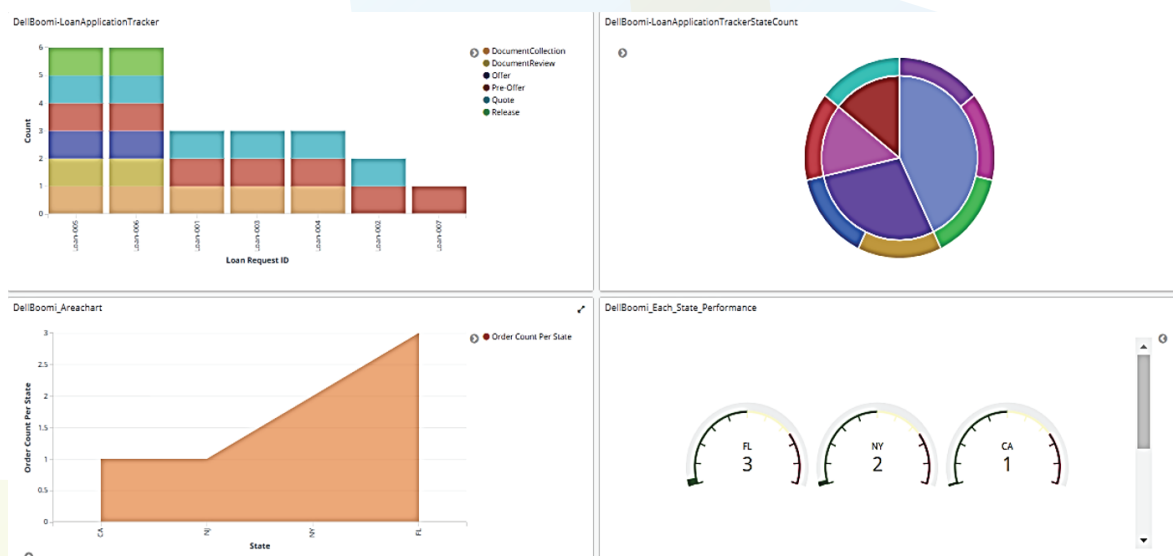 DellBoomi-LoanApplicationTracker
6
5
4
3
2
1
0
Count
Loan-005
Loan-006
Loan-001
Loan-003
Loan-004
Loan-002
Loan-007
Loan Request ID
DocumentCollection
DocumentReview
Offer
Pre-Offer
Quote
Release
DellBoomi-LoanApplicationTrackerStateCount
DellBoomi_Areachart
3
2.5
2
1.5
1
0.5
0
Order Count Per State
CA
NJ
NY
FL
State
Order Count Per State
DellBoomi_Each_State_Performance
FL
3
NY
2
CA
1